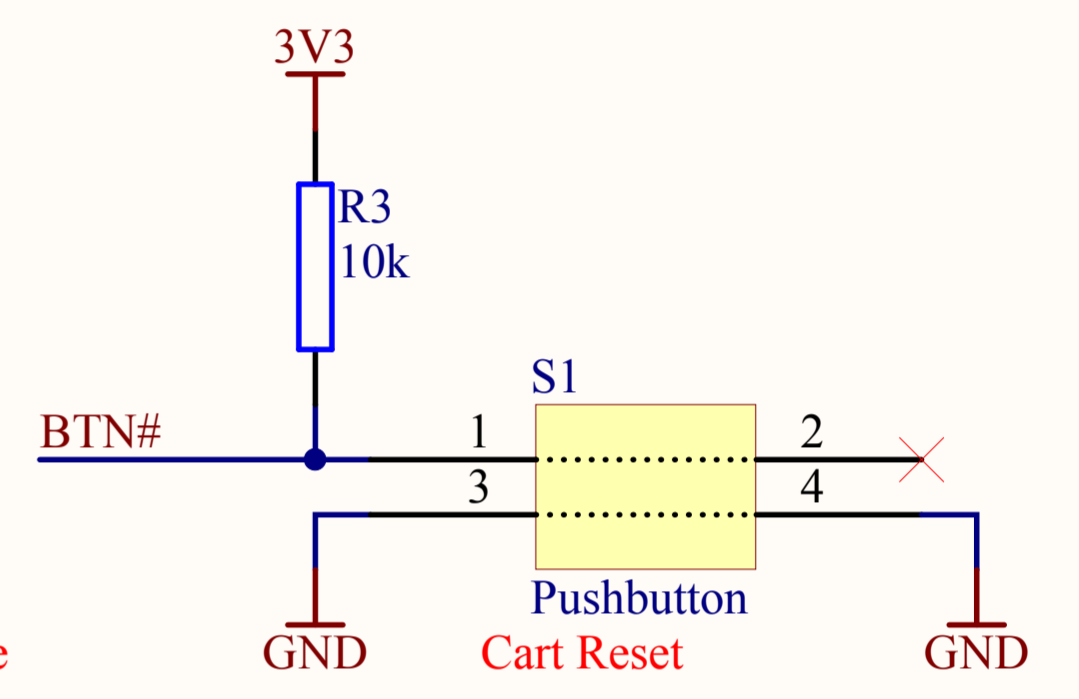 3V3
R3
10k
S1
BTN#
1
2
3
4
Pushbutton
GND
Cart Reset
GND
e